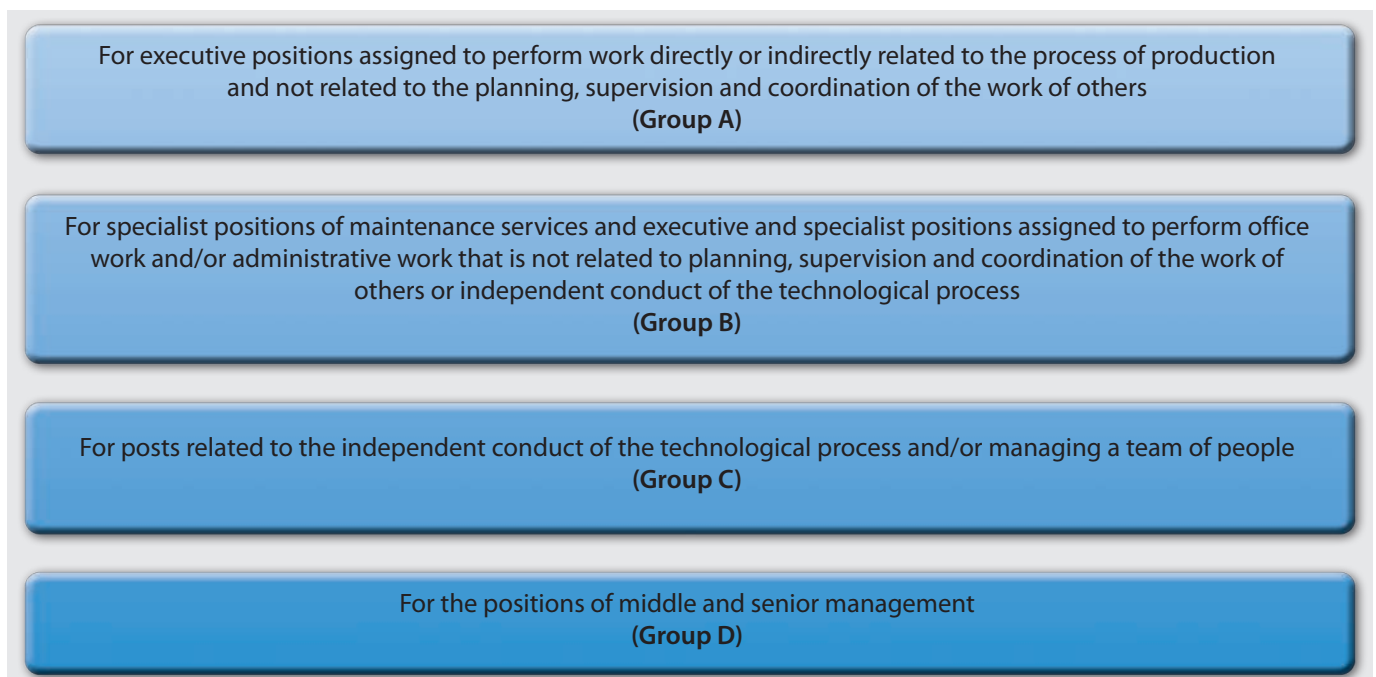 For executive positions assigned to perform work directly or indirectly related to the process of production
and not related to the planning, supervision and coordination of the work of others
(Group A)
For specialist positions of maintenance services and executive and specialist positions assigned to perform office
work and/or administrative work that is not related to planning, supervision and coordination of the work of
others or independent conduct of the technological process
(Group B)
For posts related to the independent conduct of the technological process and/or managing a team of people
(Group C)
For the positions of middle and senior management
(Group D)